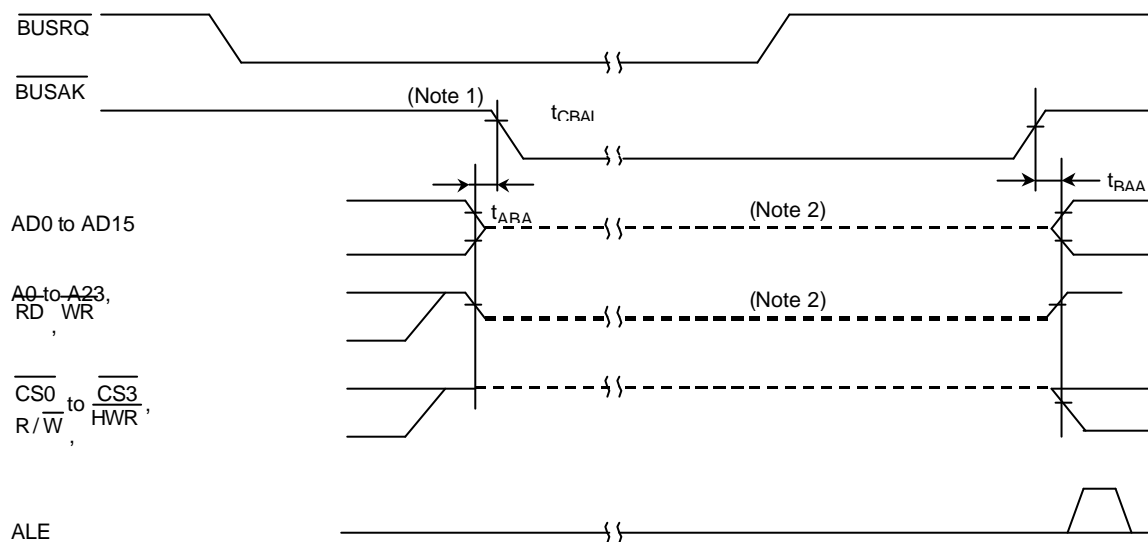 BUSRQ
BUSAK
(Note 1)
tCBAL
tBAA
AD0 to AD15
tABA
(Note 2)
A0 to A23,
RD, WR
(Note 2)
CS0 to CS3,
R/W, HWR
ALE